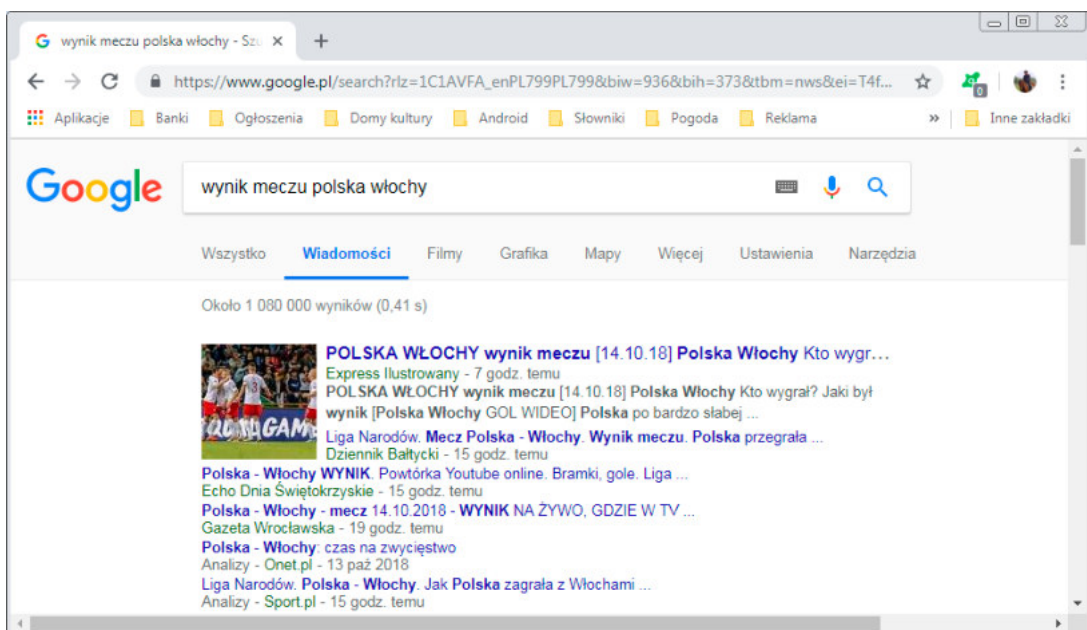 wynik meczu polska włochy - Szu
https://www.google.pl/search?rlz=1C1AVFA_enPL799PL799&biw=936&bih=373&tbm=nws&ei=T4f...
0
Aplikacje Banki Ogłoszenia Domy kultury Android Słowniki Pogoda Reklama » Inne zakładki
Google wynik meczu polska włochy
Wszystko Wiadomości Filmy Grafika Mapy Więcej Ustawienia Narzędzia
Około 1 080 000 wyników (0,41 s)
POLSKA WŁOCHY wynik meczu [14.10.18] Polska Włochy Kto wygr...
Express Ilustrowany - 7 godz. temu
POLSKA WŁOCHY wynik meczu [14.10.18] Polska Włochy Kto wygrał? Jaki był
wynik [Polska Włochy GOL WIDEO] Polska po bardzo słabej ...
Liga Narodów. Mecz Polska - Włochy. Wynik meczu. Polska przegrała ...
Dziennik Bałtycki - 15 godz. temu
Polska - Włochy WYNIK. Powtórka Youtube online. Bramki, gole. Liga ...
Echo Dnia Świętokrzyskie - 15 godz. temu
Polska - Włochy - mecz 14.10.2018 - WYNIK NA ŻYWO, GDZIE W TV ...
Gazeta Wrocławska - 19 godz. temu
Polska - Włochy: czas na zwycięstwo
Analizy - Onet.pl - 13 paź 2018
Liga Narodów. Polska - Włochy. Jak Polska zagrała z Włochami ...
Analizy - Sport.pl - 15 godz. temu